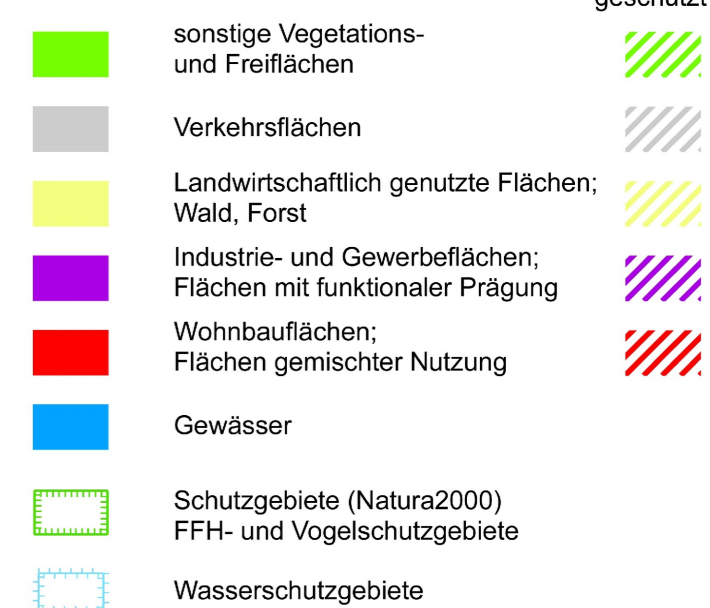 geschützt
sonstige Vegetations-
und Freiflächen
Verkehrsflächen
Landwirtschaftlich genutzte Flächen;
Wald, Forst
Industrie- und Gewerbeflächen;
Flächen mit funktionaler Prägung
Wohnbauflächen;
Flächen gemischter Nutzung
Gewässer
Schutzgebiete (Natura2000)
FFH- und Vogelschutzgebiete
Wasserschutzgebiete